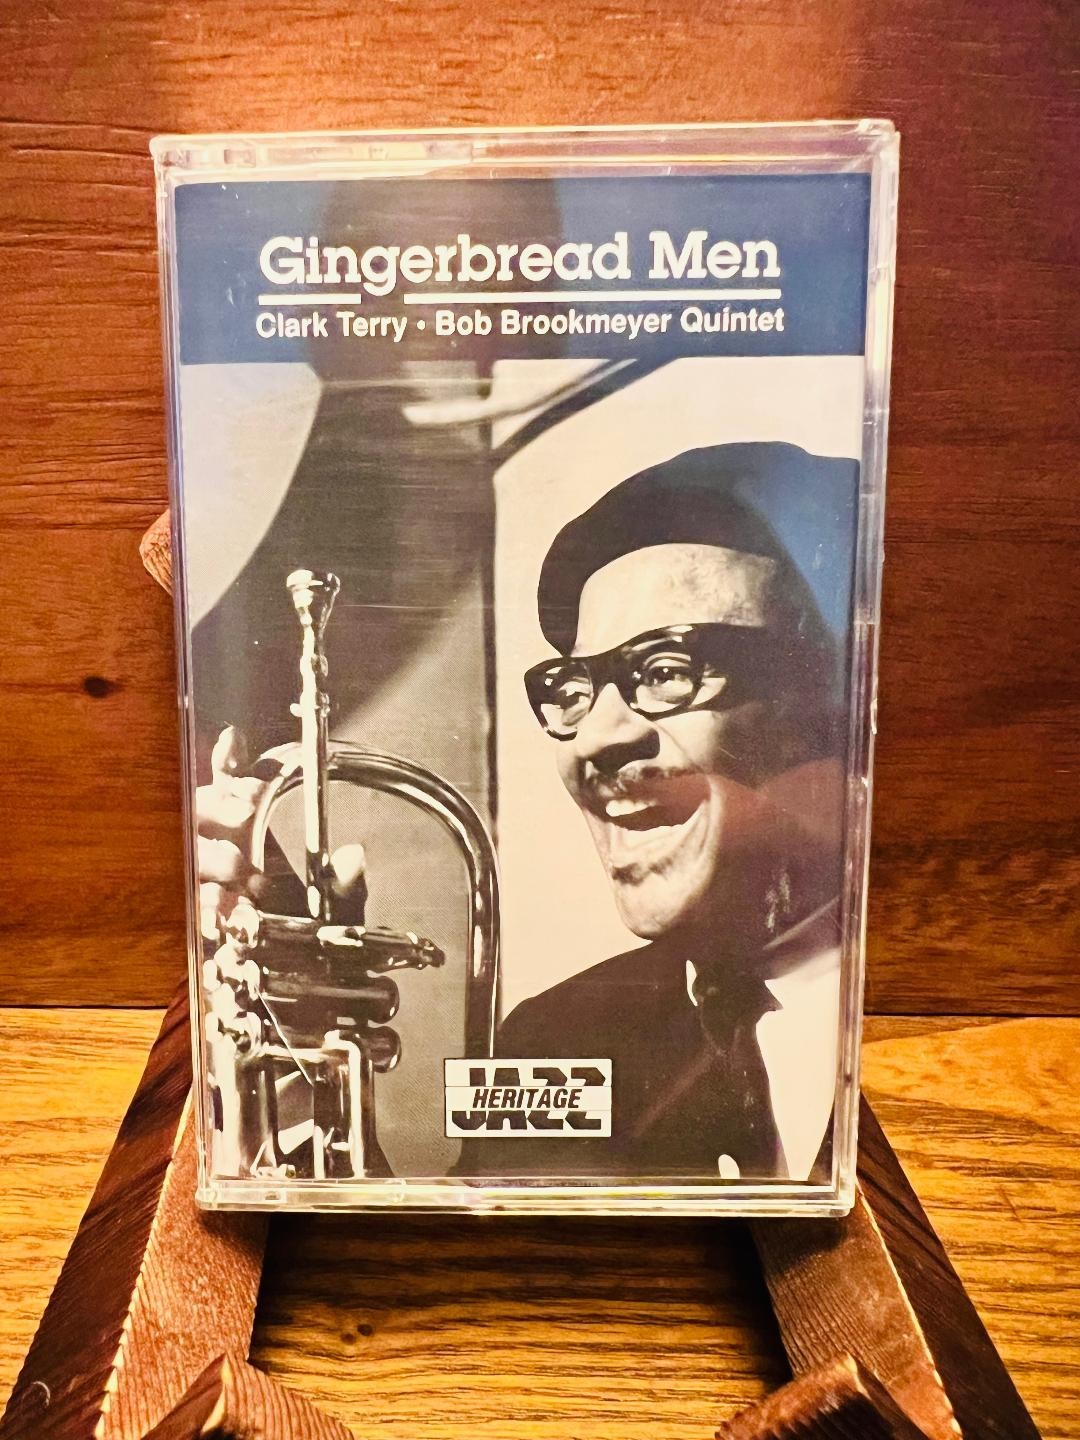 Gingerbread Men
Clark Terry • Bob Brookmeyer Quintet
JAZZ
HERITAGE